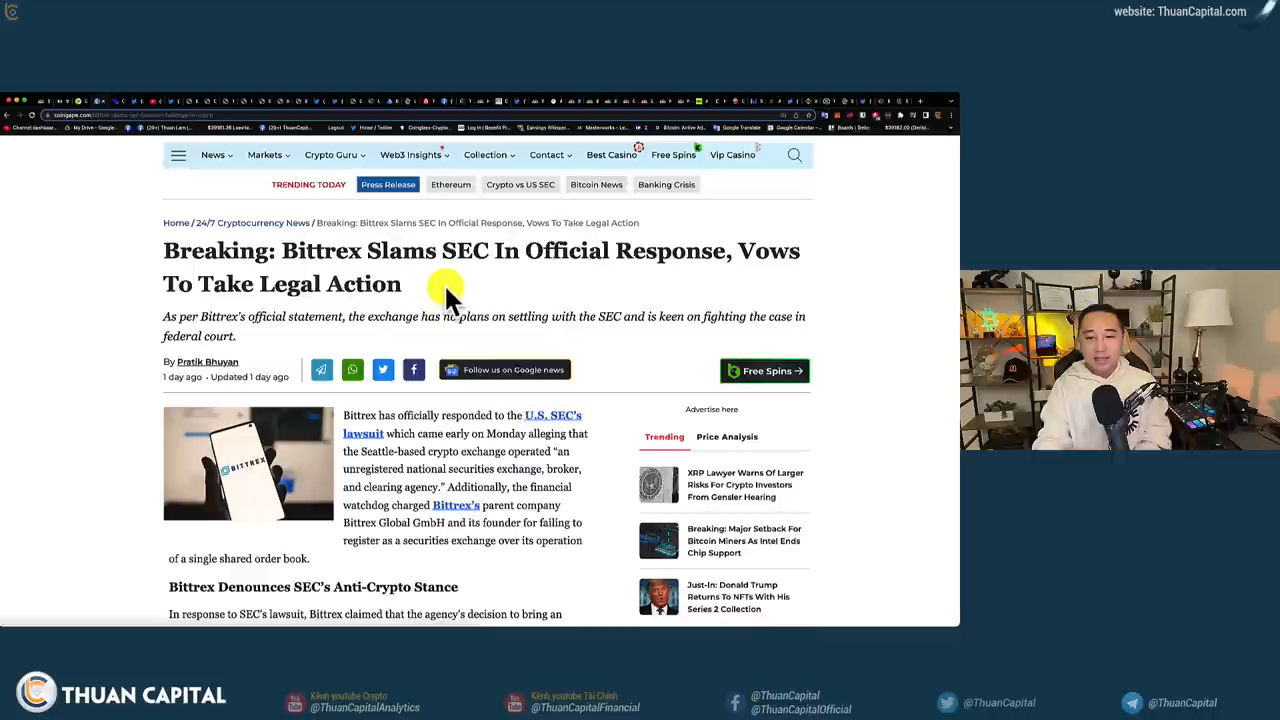 website: ThuanCapital.com
News
Markets
Crypto Guru
Web3 Insights
Collection
Contact
Best Casino
Free Spins
Vip Casino
TRENDING TODAY
Press Release
Ethereum
Crypto vs US SEC
Bitcoin News
Banking Crisis
Home / 24/7 Cryptocurrency News / Breaking: Bittrex Slams SEC In Official Response, Vows To Take Legal Action
Breaking: Bittrex Slams SEC In Official Response, Vows
To Take Legal Action
As per Bittrex's official statement, the exchange has no plans on settling with the SEC and is keen on fighting the case in
federal court.
By Pratik Bhuyan
1 day ago • Updated 1 day ago
Follow us on Google news
Free Spins →
BITTREX
Bittrex has officially responded to the U.S. SEC's
lawsuit which came early on Monday alleging that
the Seattle-based crypto exchange operated “an
unregistered national securities exchange, broker,
and clearing agency.” Additionally, the financial
watchdog charged Bittrex's parent company
Bittrex Global GmbH and its founder for failing to
register as a securities exchange over its operation
of a single shared order book.
Bittrex Denounces SEC's Anti-Crypto Stance
In response to SEC's lawsuit, Bittrex claimed that the agency's decision to bring an
Advertise here
Trending
Price Analysis
XRP Lawyer Warns Of Larger
Risks For Crypto Investors
From Gensler Hearing
Breaking: Major Setback For
Bitcoin Miners As Intel Ends
Chip Support
Just-In: Donald Trump
Returns To NFTs With His
Series 2 Collection
THUAN CAPITAL
Kênh youtube Crypto
@ThuanCapitalAnalytics
Kênh youtube Tài Chính
@ThuanCapitalFinancial
@ThuanCapital
@ThuanCapitalOfficial
@ThuanCapital
@ThuanCapital